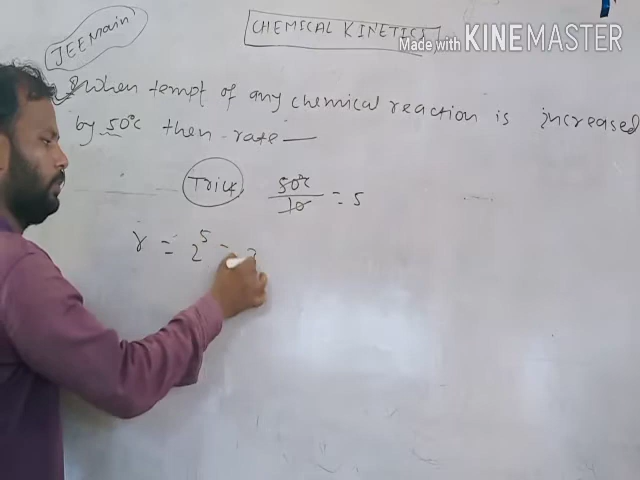 JEE Main
CHEMICAL KINETICS
Made with KINEMASTER
When tempt of any chemical reaction is increased
by 50°C then rate —
Trick 50°C / 10 = 5
r = 2^5 =